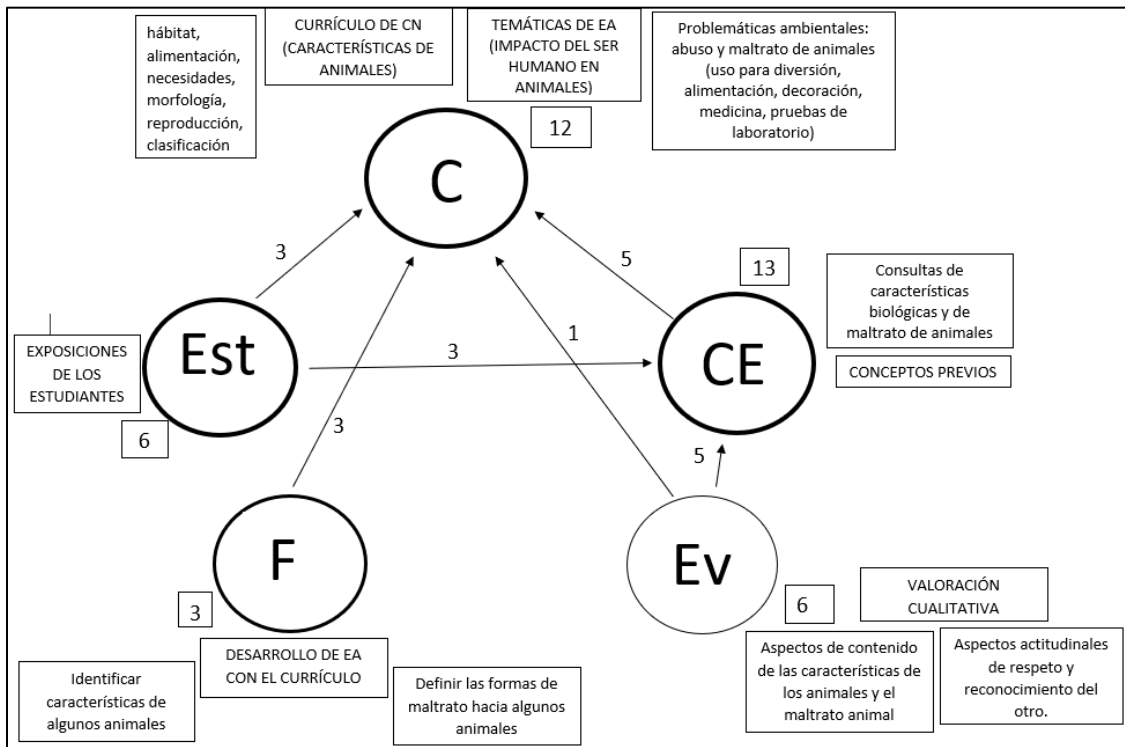 hábitat,
alimentación,
necesidades,
morfología,
reproducción,
clasificación
CURRÍCULO DE CN
(CARACTERÍSTICAS DE
ANIMALES)
TEMÁTICAS DE EA
(IMPACTO DEL SER
HUMANO EN
ANIMALES)
Problemáticas ambientales:
abuso y maltrato de animales
(uso para diversión,
alimentación, decoración,
medicina, pruebas de
laboratorio)
12
C
3
5
13
Consultas de
características
biológicas y de
maltrato de animales
EXPOSICIONES
DE LOS
ESTUDIANTES
Est
3
1
CE
CONCEPTOS PREVIOS
6
3
5
F
Ev
3
6
VALORACIÓN
CUALITATIVA
Identificar
características de
algunos animales
DESARROLLO DE EA
CON EL CURRÍCULO
Definir las formas de
maltrato hacia algunos
animales
Aspectos de contenido
de las características de
los animales y el
maltrato animal
Aspectos actitudinales
de respeto y
reconocimiento del
otro.